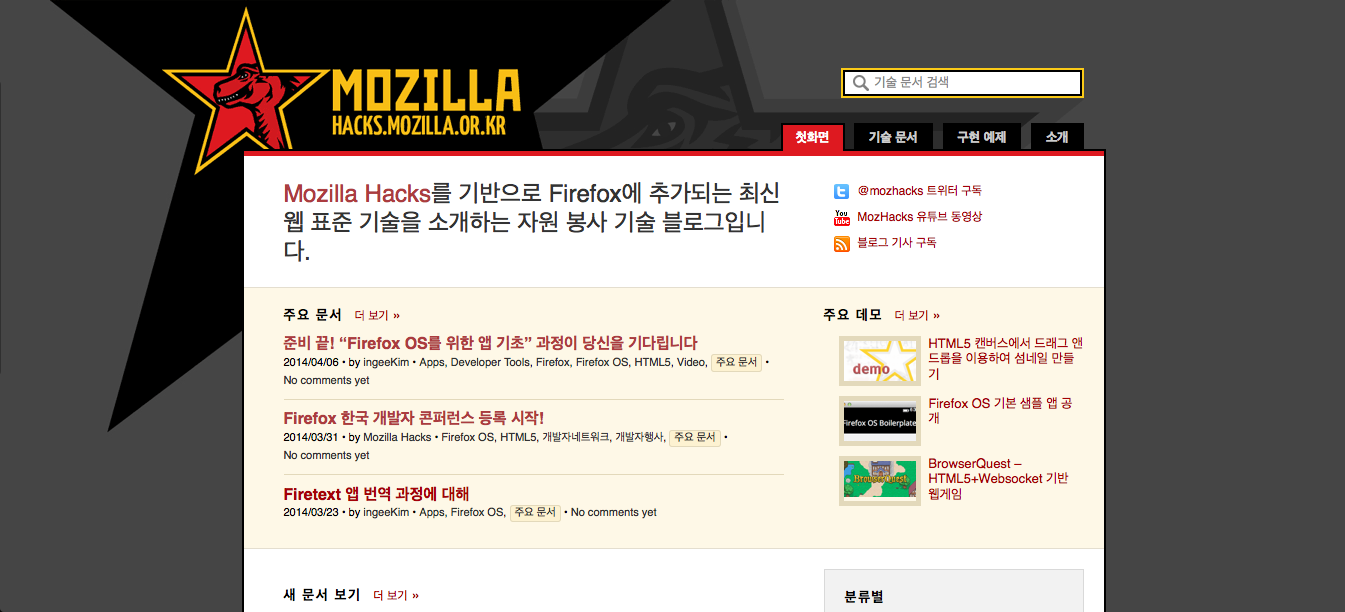 MOZILLA
HACKS.MOZILLA.OR.KR
기술 문서 검색
첫화면
기술 문서
구현 예제
소개
Mozilla Hacks를 기반으로 Firefox에 추가되는 최신
웹 표준 기술을 소개하는 자원 봉사 기술 블로그입니
다.
@mozhacks 트위터 구독
You
Tube
MozHacks 유튜브 동영상
블로그 기사 구독
주요 문서 더 보기 »
준비 끝! “Firefox OS를 위한 앱 기초” 과정이 당신을 기다립니다
2014/04/06 • by ingeeKim • Apps, Developer Tools, Firefox, Firefox OS, HTML5, Video, 주요 문서 •
No comments yet
Firefox 한국 개발자 콘퍼런스 등록 시작!
2014/03/31 • by Mozilla Hacks • Firefox OS, HTML5, 개발자네트워크, 개발자행사, 주요 문서 •
No comments yet
Firetext 앱 번역 과정에 대해
2014/03/23 • by ingeeKim • Apps, Firefox OS, 주요 문서 • No comments yet
주요 데모 더 보기 »
demo
HTML5 캔버스에서 드래그 앤
드롭을 이용하여 섬네일 만들
기
Firefox OS Boilerplate
Firefox OS 기본 샘플 앱 공
개
BrowserQuest
BrowserQuest –
HTML5+Websocket 기반
웹게임
새 문서 보기 더 보기 »
분류별